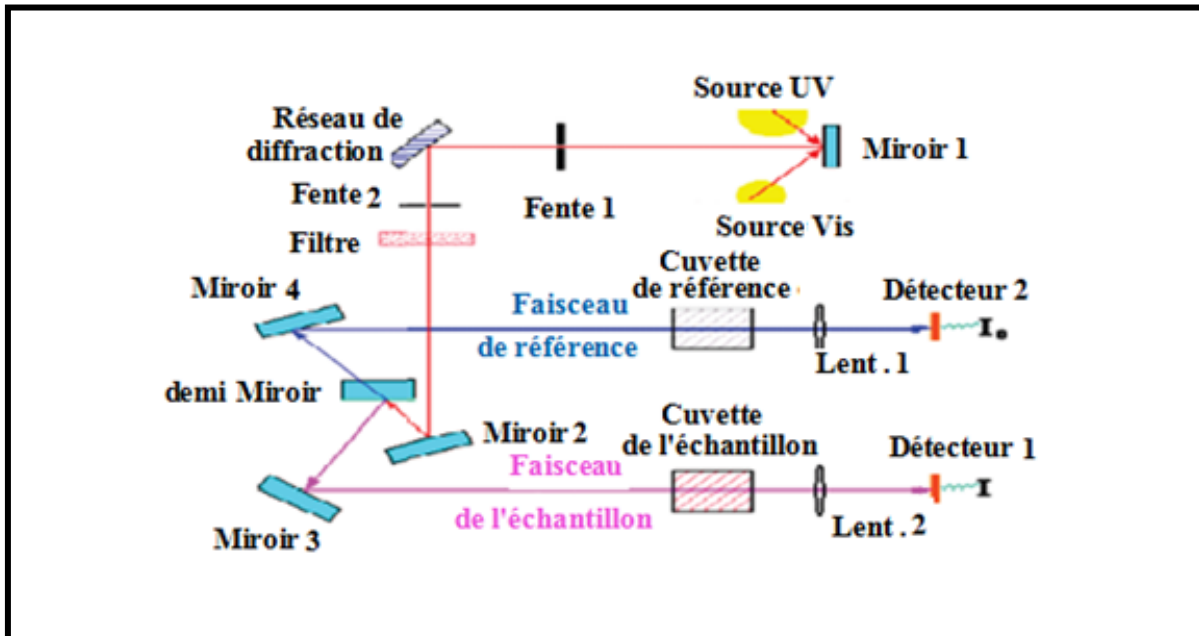 Source UV
Réseau de
diffraction
Miroir 1
Fente 2
Fente 1
Source Vis
Filtre
Cuvette
de référence
Miroir 4
Détecteur 2
Faisceau
de référence
I₀
Lent . 1
demi Miroir
Miroir 2
Cuvette
de l'échantillon
Détecteur 1
Faisceau
de l'échantillon
I
Lent . 2
Miroir 3